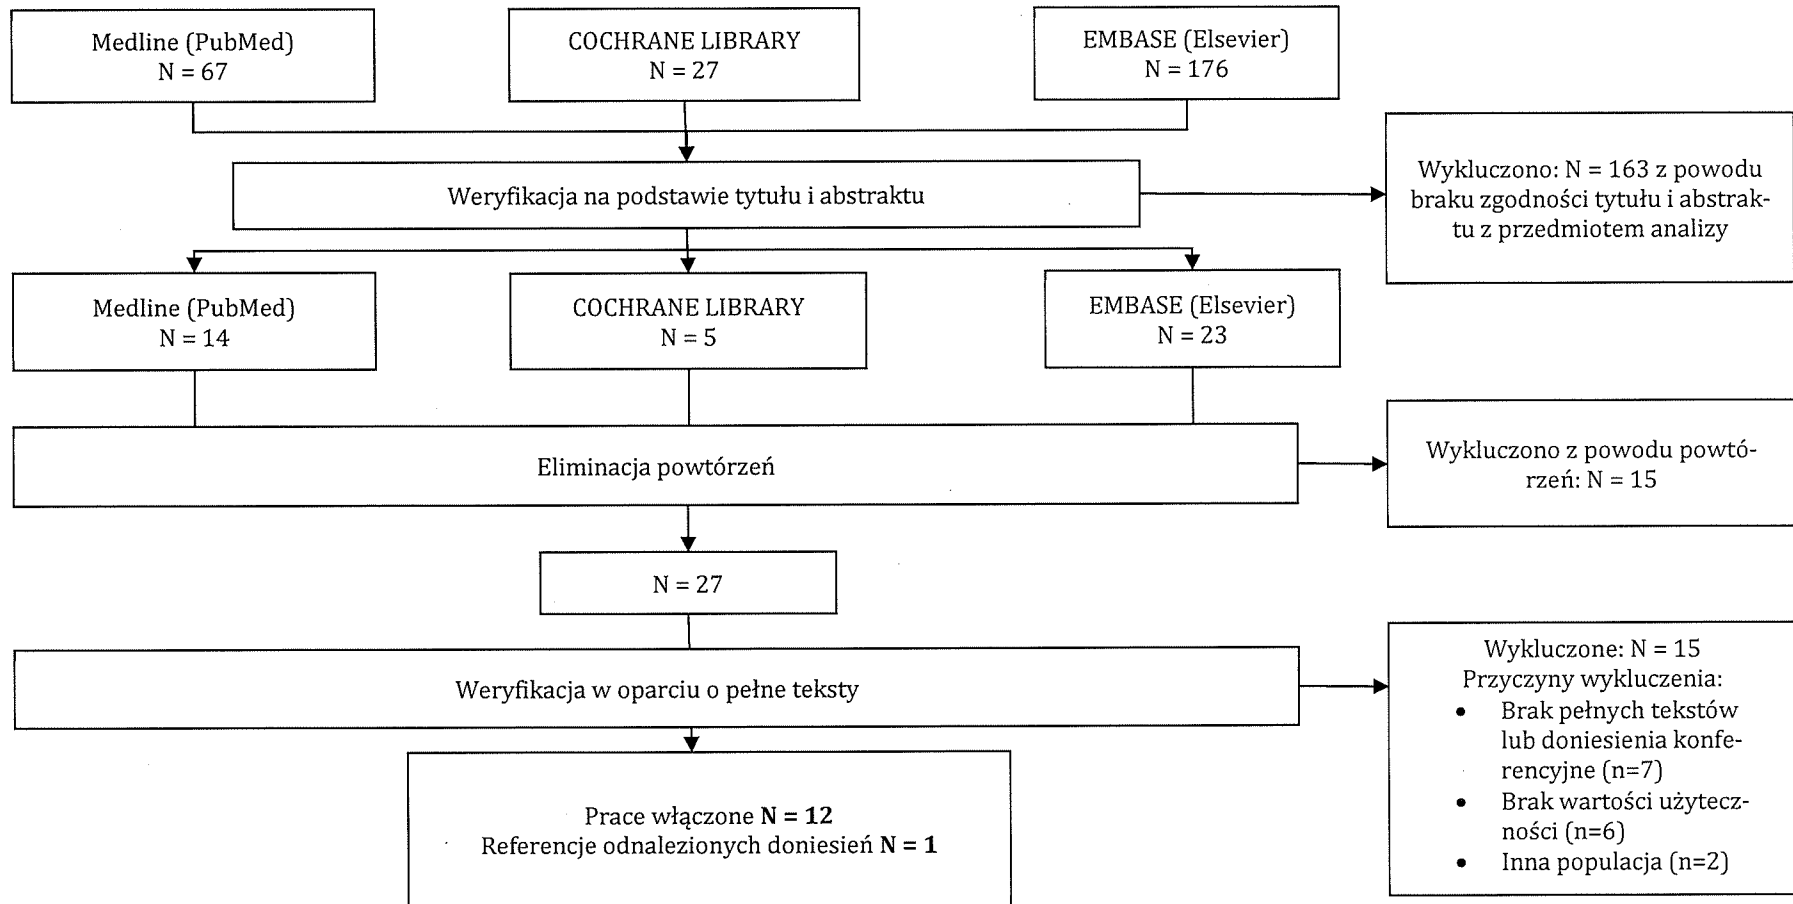 Medline (PubMed)
N = 67
COCHRANE LIBRARY
N = 27
EMBASE (Elsevier)
N = 176
Weryfikacja na podstawie tytułu i abstraktu
Wykluczono: N = 163 z powodu
braku zgodności tytułu i abstrak-
tu z przedmiotem analizy
Medline (PubMed)
N = 14
COCHRANE LIBRARY
N = 5
EMBASE (Elsevier)
N = 23
Eliminacja powtórzeń
Wykluczono z powodu powtó-
rzeń: N = 15
N = 27
Weryfikacja w oparciu o pełne teksty
Wykluczone: N = 15
Przyczyny wykluczenia:
• Brak pełnych tekstów
lub doniesienia konfe-
rencyjne (n=7)
• Brak wartości użytecz-
ności (n=6)
• Inna populacja (n=2)
Prace włączone N = 12
Referencje odnalezionych doniesień N = 1